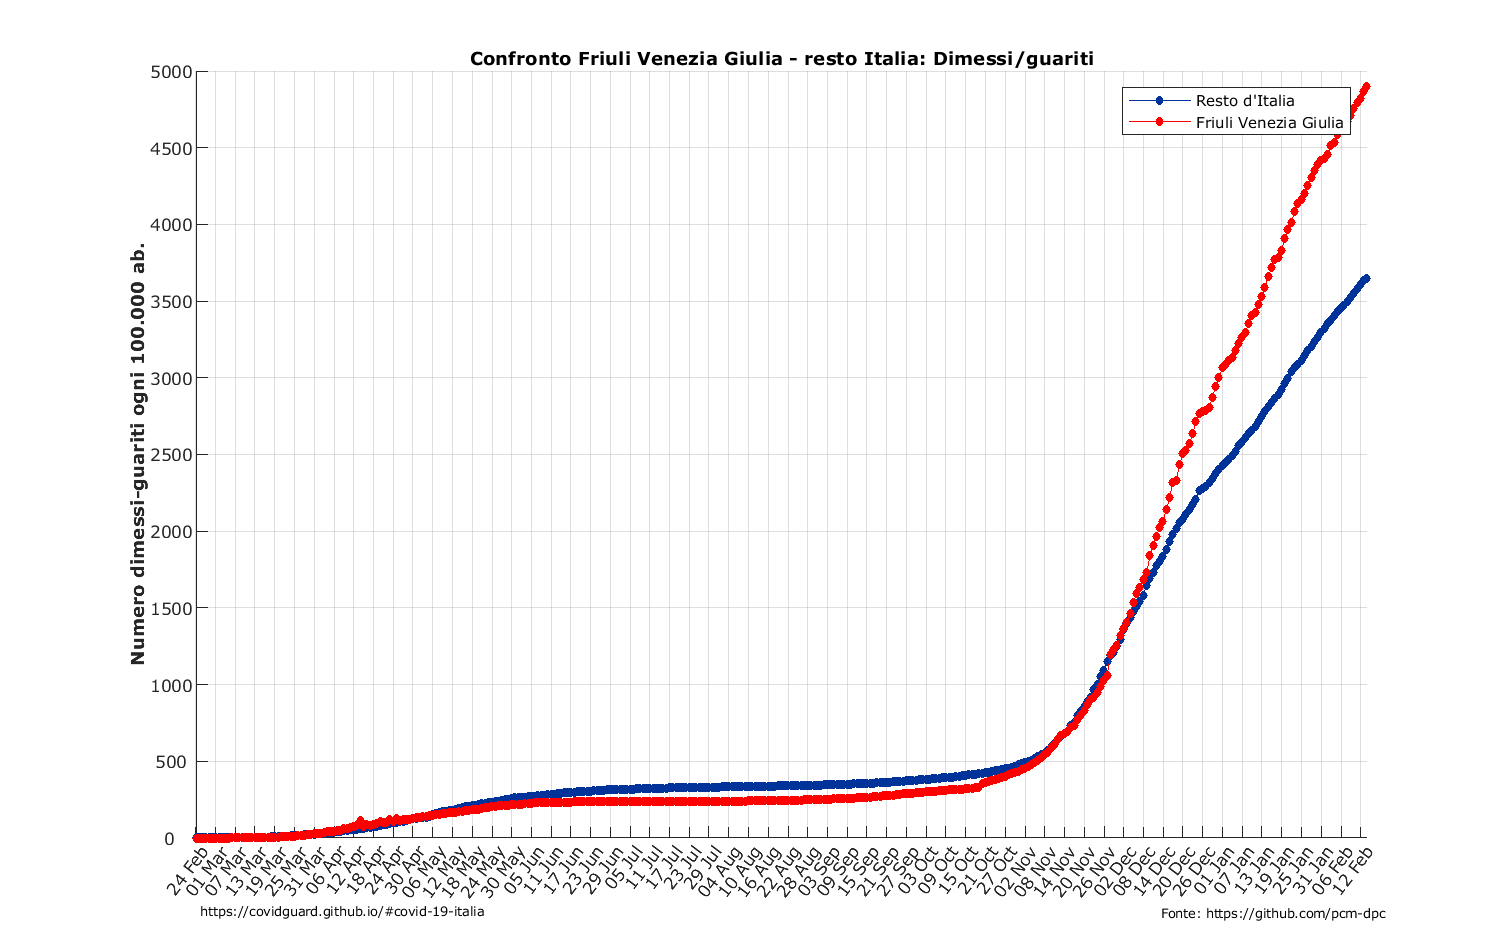 Confronto Friuli Venezia Giulia - resto Italia: Dimessi/guariti
Resto d'Italia
Friuli Venezia Giulia
Numero dimessi-guariti ogni 100.000 ab.
5000
4500
4000
3500
3000
2500
2000
1500
1000
500
0
24 Feb
01 Mar
07 Mar
13 Mar
19 Mar
25 Mar
31 Mar
06 Apr
12 Apr
18 Apr
24 Apr
30 Apr
06 May
12 May
18 May
24 May
30 May
05 Jun
11 Jun
17 Jun
23 Jun
29 Jun
05 Jul
11 Jul
17 Jul
23 Jul
29 Jul
04 Aug
10 Aug
16 Aug
22 Aug
28 Aug
03 Sep
09 Sep
15 Sep
21 Sep
27 Sep
03 Oct
09 Oct
15 Oct
21 Oct
27 Oct
02 Nov
08 Nov
14 Nov
20 Nov
26 Nov
02 Dec
08 Dec
14 Dec
20 Dec
26 Dec
01 Jan
07 Jan
13 Jan
19 Jan
25 Jan
31 Jan
06 Feb
12 Feb
https://covidguard.github.io/#covid-19-italia
Fonte: https://github.com/pcm-dpc